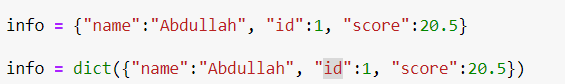 info = {"name":"Abdullah", "id":1, "score":20.5}
info = dict({"name":"Abdullah", "id":1, "score":20.5})